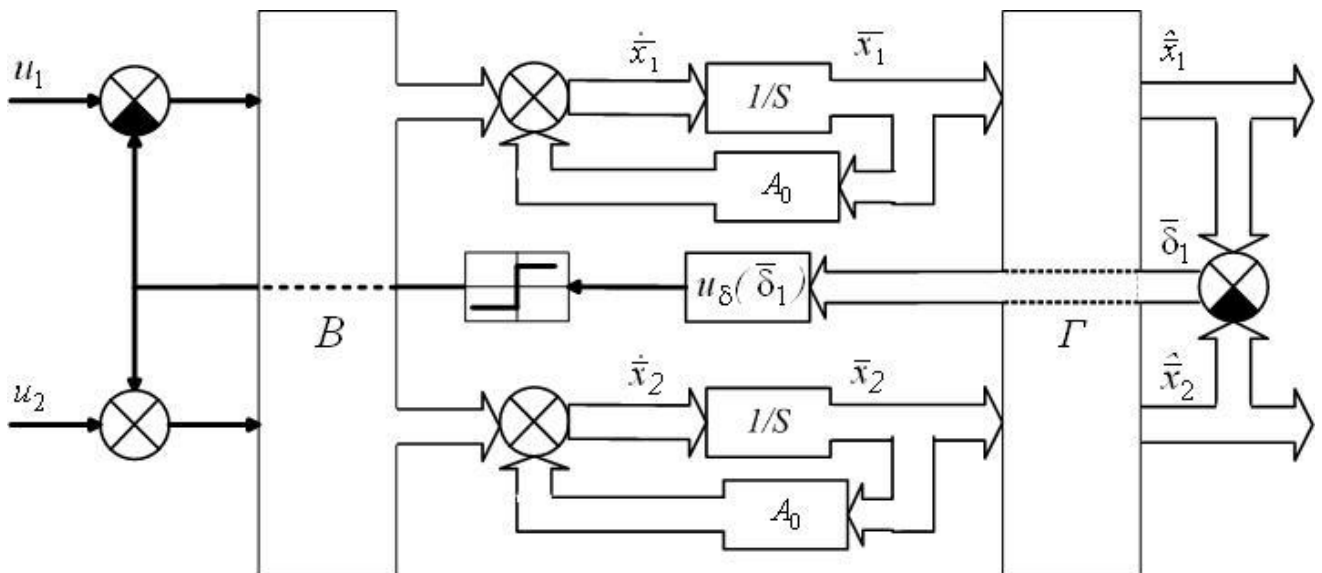 u₁
ẋ̅₁
x̅₁
x̅̂₁
1/S
A₀
δ̅₁
u_δ(δ̅₁)
В
Г
u₂
ẋ̅₂
x̅₂
x̅̂₂
1/S
A₀